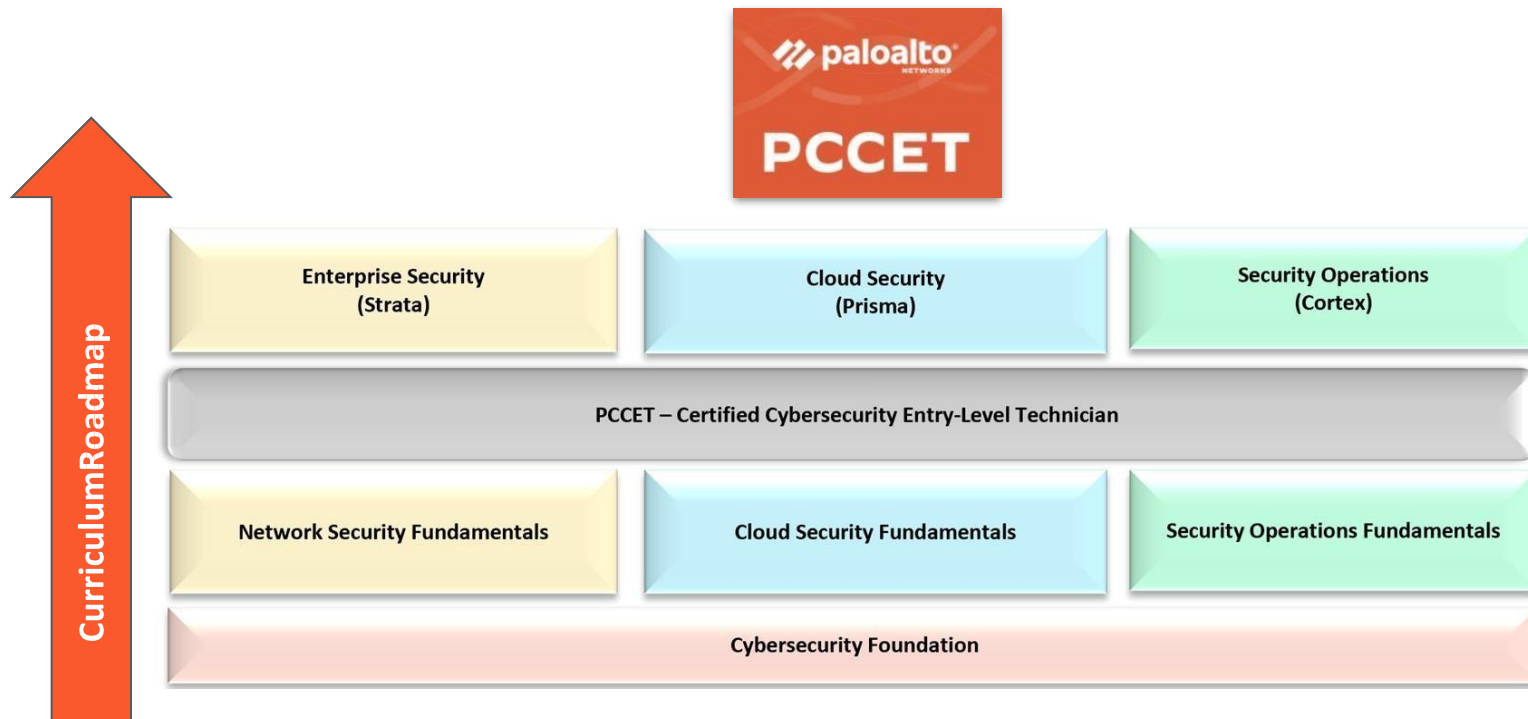 paloalto
NETWORKS
PCCET
CurriculumRoadmap
Enterprise Security
(Strata)
Cloud Security
(Prisma)
Security Operations
(Cortex)
PCCET – Certified Cybersecurity Entry-Level Technician
Network Security Fundamentals
Cloud Security Fundamentals
Security Operations Fundamentals
Cybersecurity Foundation